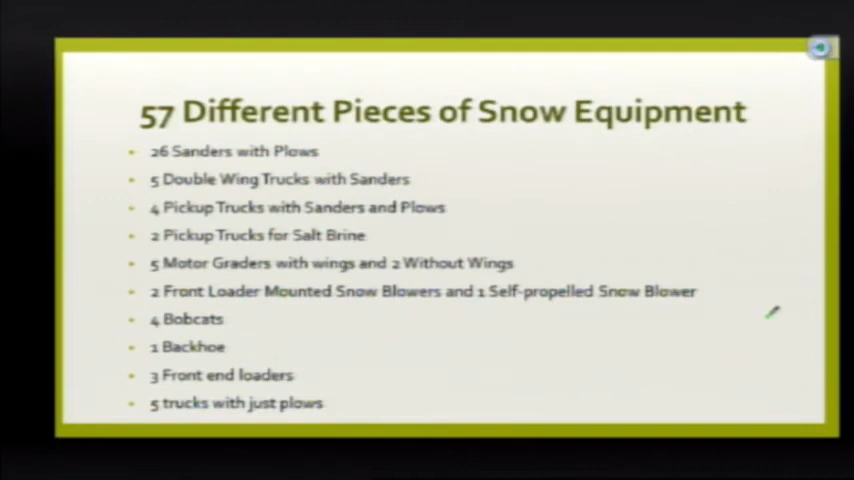 57 Different Pieces of Snow Equipment
26 Sanders with Plows
5 Double Wing Trucks with Sanders
4 Pickup Trucks with Sanders and Plows
2 Pickup Trucks for Salt Brine
5 Motor Graders with wings and 2 Without Wings
2 Front Loader Mounted Snow Blowers and 1 Self-propelled Snow Blower
4 Bobcats
1 Backhoe
3 Front end loaders
5 trucks with just plows